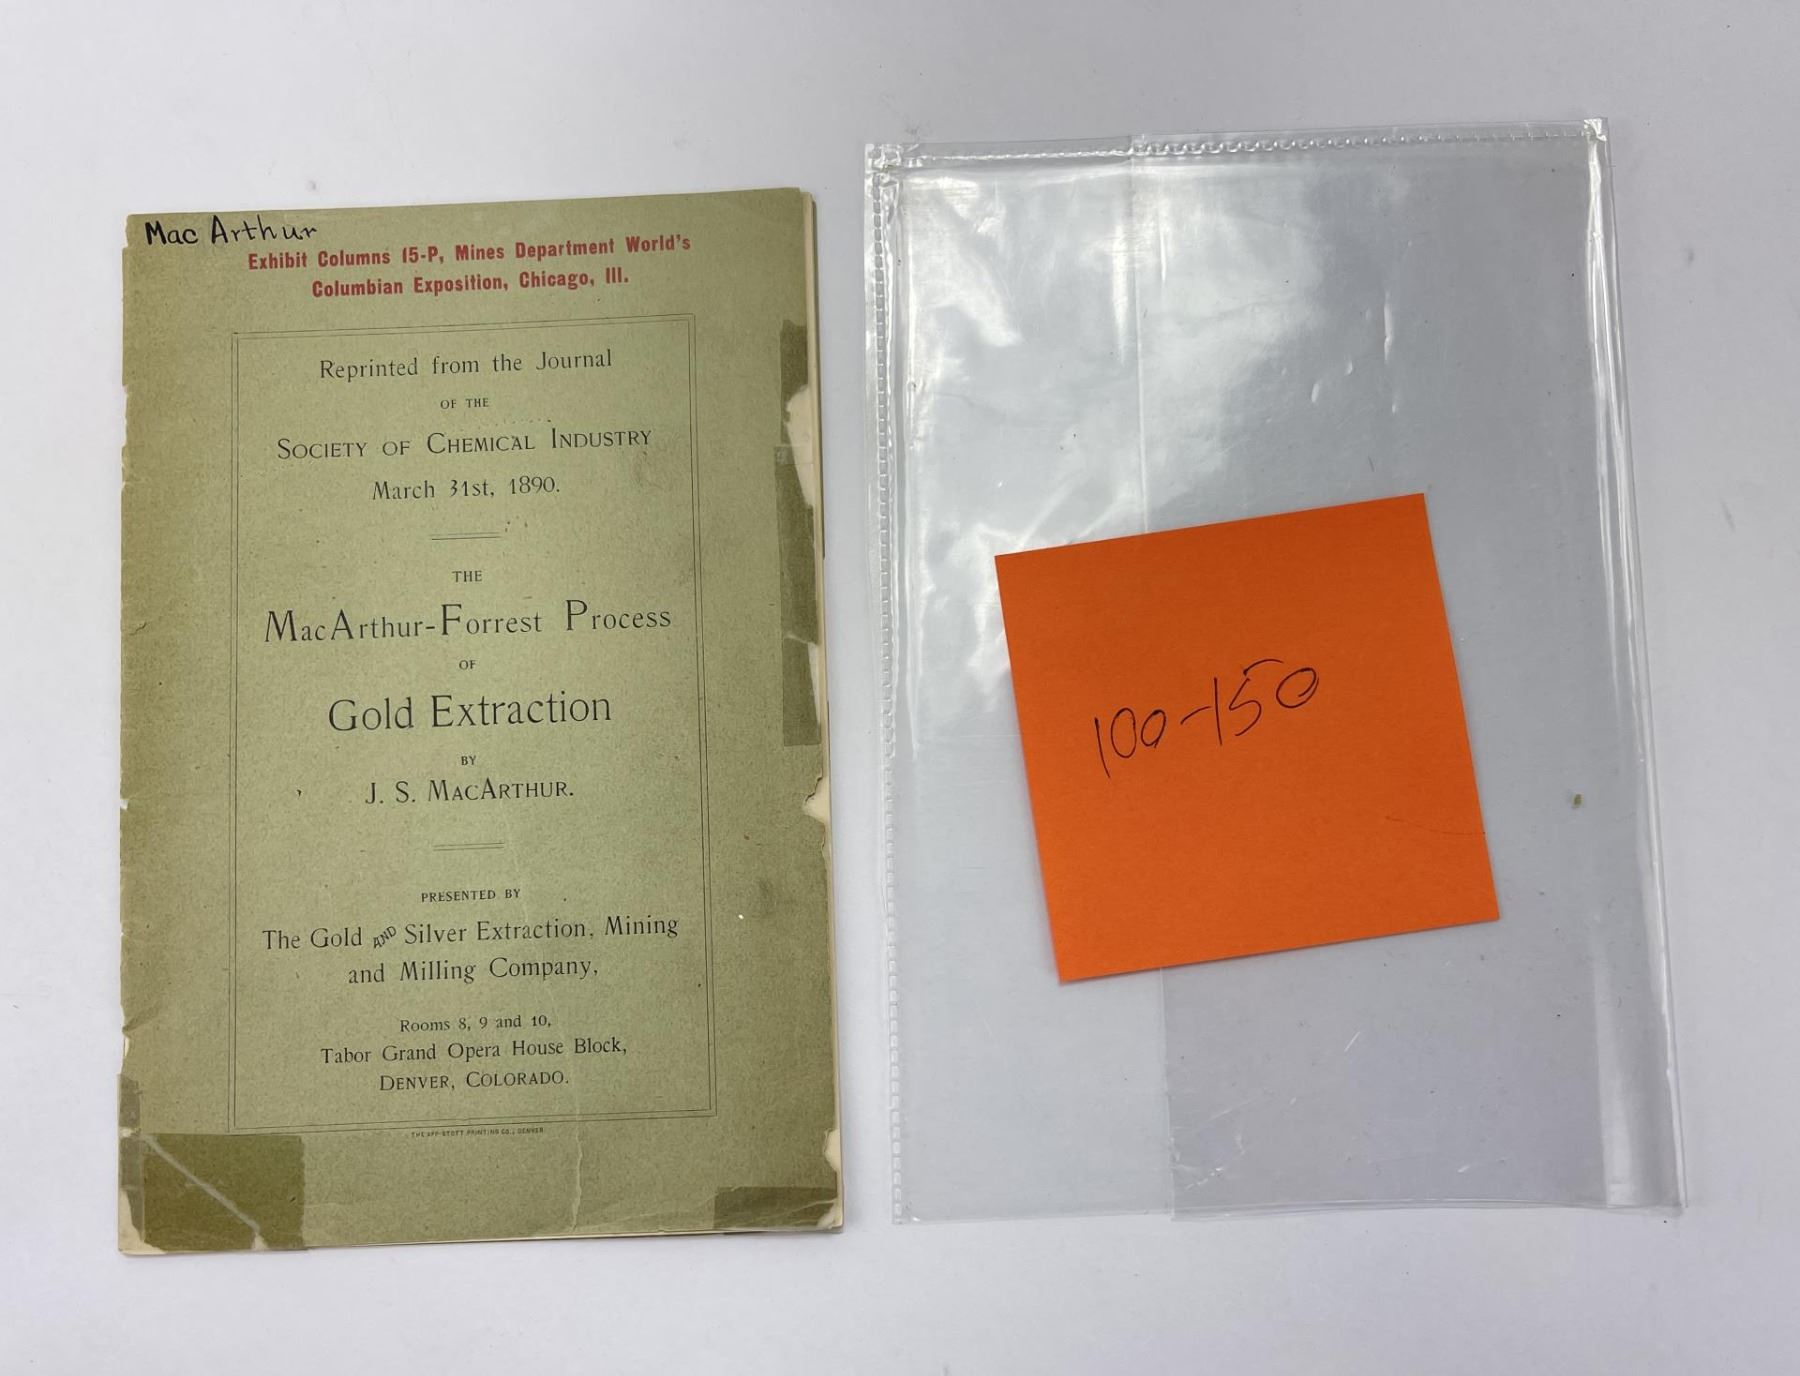 Mac Arthur
Exhibit Columns 15-P, Mines Department World's
Columbian Exposition, Chicago, Ill.
Reprinted from the Journal
OF THE
SOCIETY OF CHEMICAL INDUSTRY
March 31st, 1890.
THE
MacArthur-Forrest Process
OF
Gold Extraction
BY
J. S. MACARTHUR.
PRESENTED BY
The Gold AND Silver Extraction, Mining
and Milling Company,
Rooms 8, 9 and 10,
Tabor Grand Opera House Block,
DENVER, COLORADO.
PRINTING CO., DENVER
100-150